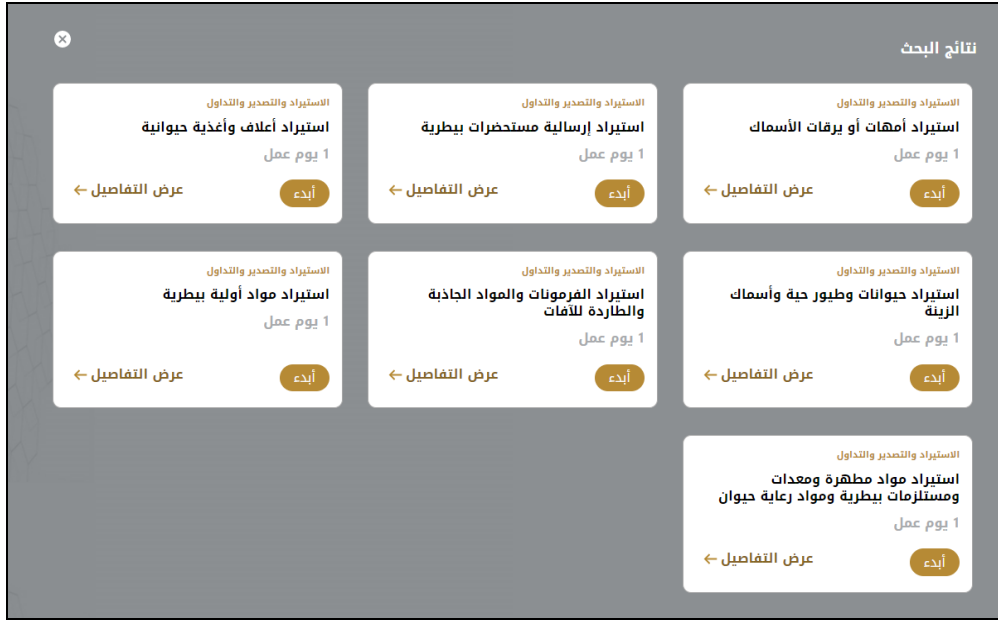 نتائج البحث
الاستيراد والتصدير والتداول
استيراد أمهات أو يرقات الأسماك
1 يوم عمل
أبدء
عرض التفاصيل
الاستيراد والتصدير والتداول
استيراد إرسالية مستحضرات بيطرية
1 يوم عمل
أبدء
عرض التفاصيل
الاستيراد والتصدير والتداول
استيراد أعلاف وأغذية حيوانية
1 يوم عمل
أبدء
عرض التفاصيل
الاستيراد والتصدير والتداول
استيراد حيوانات وطيور حية وأسماك
الزينة
1 يوم عمل
أبدء
عرض التفاصيل
الاستيراد والتصدير والتداول
استيراد الفرمونات والمواد الجاذبة
والطاردة للآفات
1 يوم عمل
أبدء
عرض التفاصيل
الاستيراد والتصدير والتداول
استيراد مواد أولية بيطرية
1 يوم عمل
أبدء
عرض التفاصيل
الاستيراد والتصدير والتداول
استيراد مواد مطهرة ومعدات
ومستلزمات بيطرية ومواد رعاية حيوان
1 يوم عمل
أبدء
عرض التفاصيل